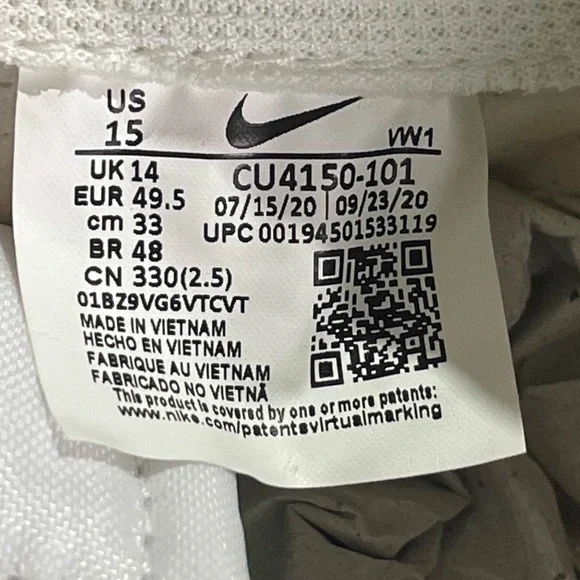 US
15
VW1
UK 14
EUR 49.5
cm 33
BR 48
CN 330(2.5)
01BZ9VG6VTCVT
CU4150-101
07/15/20 | 09/23/20
UPC 00194501533119
MADE IN VIETNAM
HECHO EN VIETNAM
FABRIQUE AU VIETNAM
FABRICADO NO VIETNÃ
This product is covered by one or more patents:
www.nike.com/patentsvirtualmarking